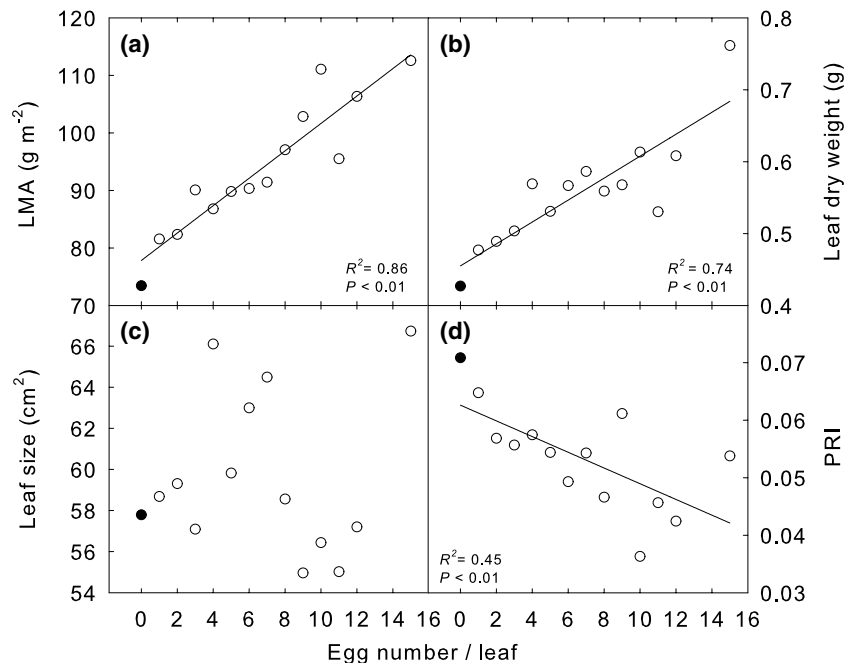 (a)
(b)
120
110
100
90
80
70
LMA (g m-2)
R2= 0.86
P < 0.01
R2= 0.74
P < 0.01
0.8
0.7
0.6
0.5
0.4
Leaf dry weight (g)
(c)
(d)
66
64
62
60
58
56
54
Leaf size (cm2)
R2= 0.45
P < 0.01
0.07
0.06
0.05
0.04
0.03
PRI
0 2 4 6 8 10 12 14 16
0 2 4 6 8 10 12 14 16
Egg number / leaf